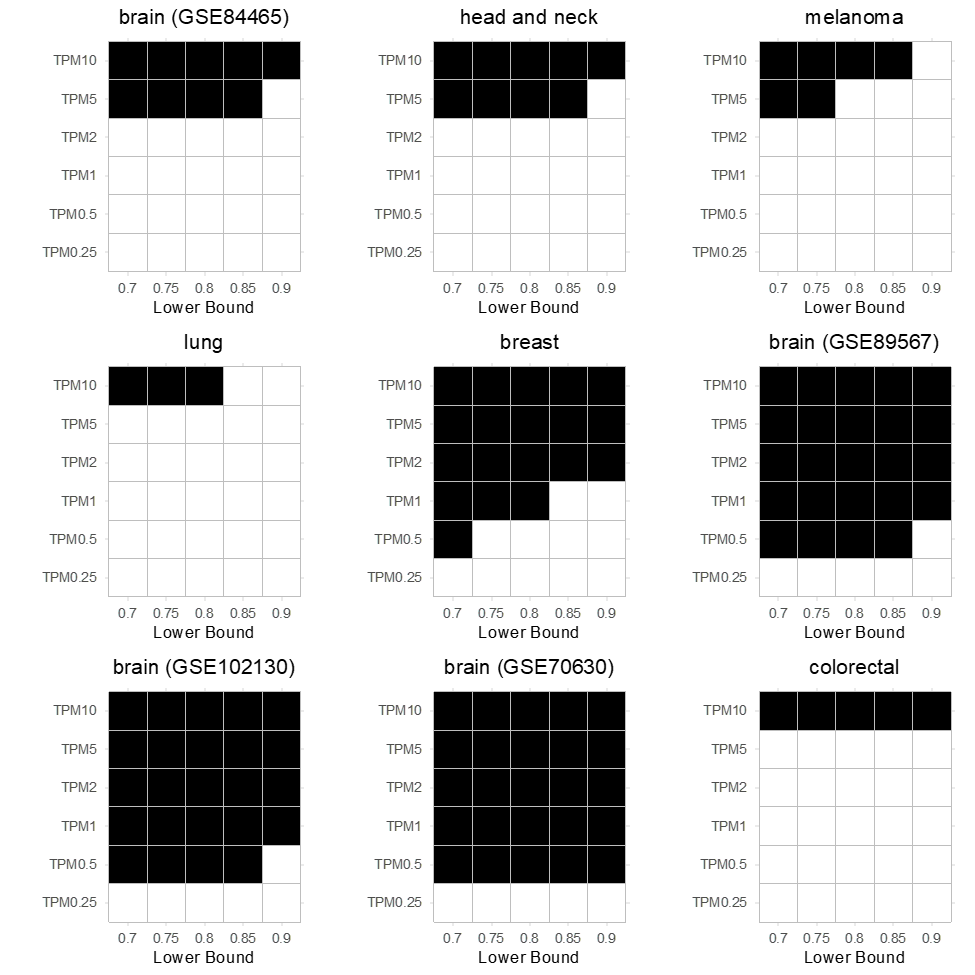 brain (GSE84465)
TPM10
TPM5
TPM2
TPM1
TPM0.5
TPM0.25
0.7 0.75 0.8 0.85 0.9
Lower Bound
head and neck
TPM10
TPM5
TPM2
TPM1
TPM0.5
TPM0.25
0.7 0.75 0.8 0.85 0.9
Lower Bound
melanoma
TPM10
TPM5
TPM2
TPM1
TPM0.5
TPM0.25
0.7 0.75 0.8 0.85 0.9
Lower Bound
lung
TPM10
TPM5
TPM2
TPM1
TPM0.5
TPM0.25
0.7 0.75 0.8 0.85 0.9
Lower Bound
breast
TPM10
TPM5
TPM2
TPM1
TPM0.5
TPM0.25
0.7 0.75 0.8 0.85 0.9
Lower Bound
brain (GSE89567)
TPM10
TPM5
TPM2
TPM1
TPM0.5
TPM0.25
0.7 0.75 0.8 0.85 0.9
Lower Bound
brain (GSE102130)
TPM10
TPM5
TPM2
TPM1
TPM0.5
TPM0.25
0.7 0.75 0.8 0.85 0.9
Lower Bound
brain (GSE70630)
TPM10
TPM5
TPM2
TPM1
TPM0.5
TPM0.25
0.7 0.75 0.8 0.85 0.9
Lower Bound
colorectal
TPM10
TPM5
TPM2
TPM1
TPM0.5
TPM0.25
0.7 0.75 0.8 0.85 0.9
Lower Bound